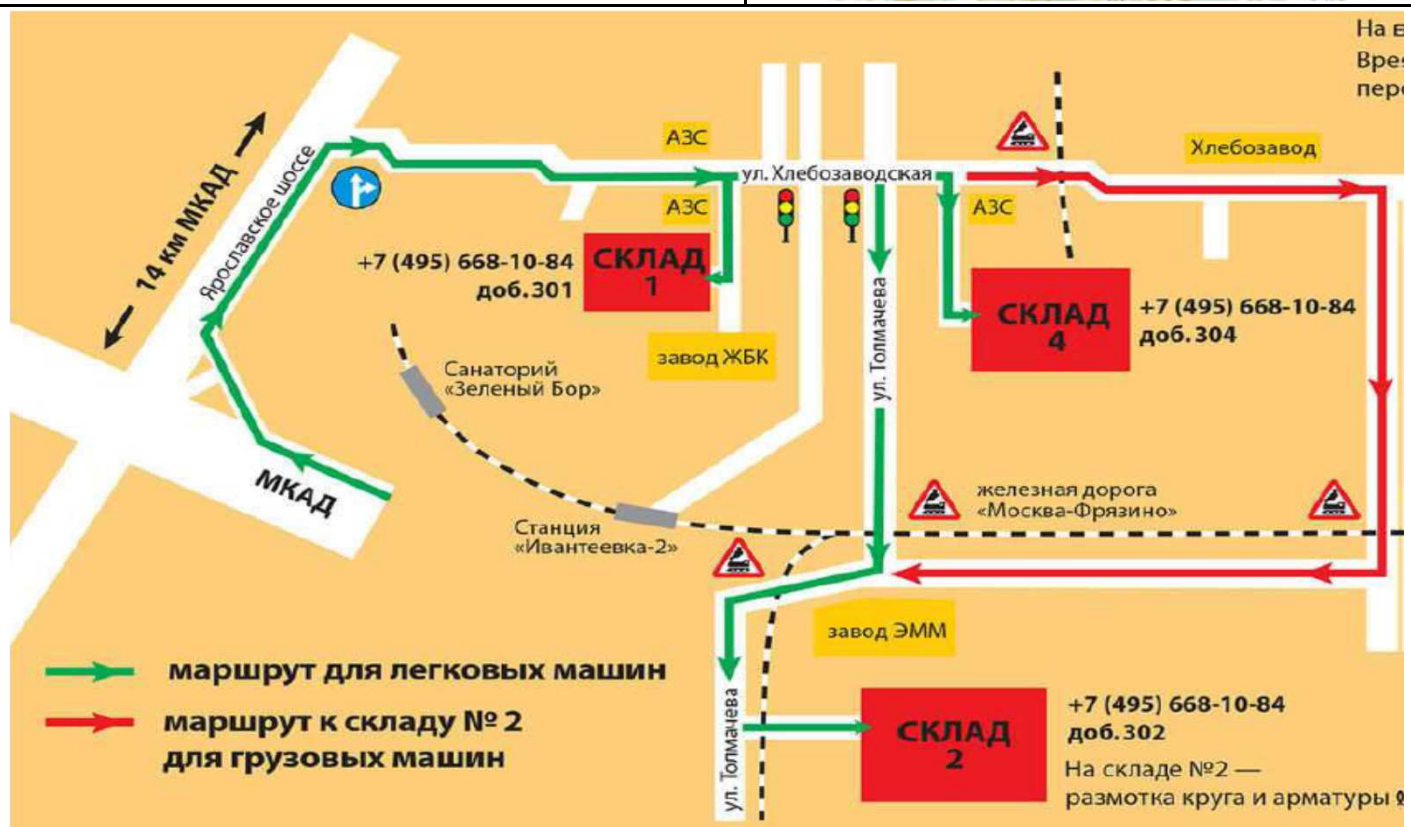 На
14 км МКАД
Ярославское шоссе
АЗС
ул. Хлебозаводская
Хлебозавод
АЗС
АЗС
+7 (495) 668-10-84
доб.301
СКЛАД
1
СКЛАД
4
+7 (495) 668-10-84
доб.304
завод ЖБК
ул. Толмачева
Санаторий
«Зеленый Бор»
МКАД
Станция
«Ивантеевка-2»
железная дорога
«Москва-Фрязино»
завод ЭММ
маршрут для легковых машин
маршрут к складу № 2
для грузовых машин
ул. Толмачева
СКЛАД
2
+7 (495) 668-10-84
доб.302
На складе №2 —
размотка круга и арматуры